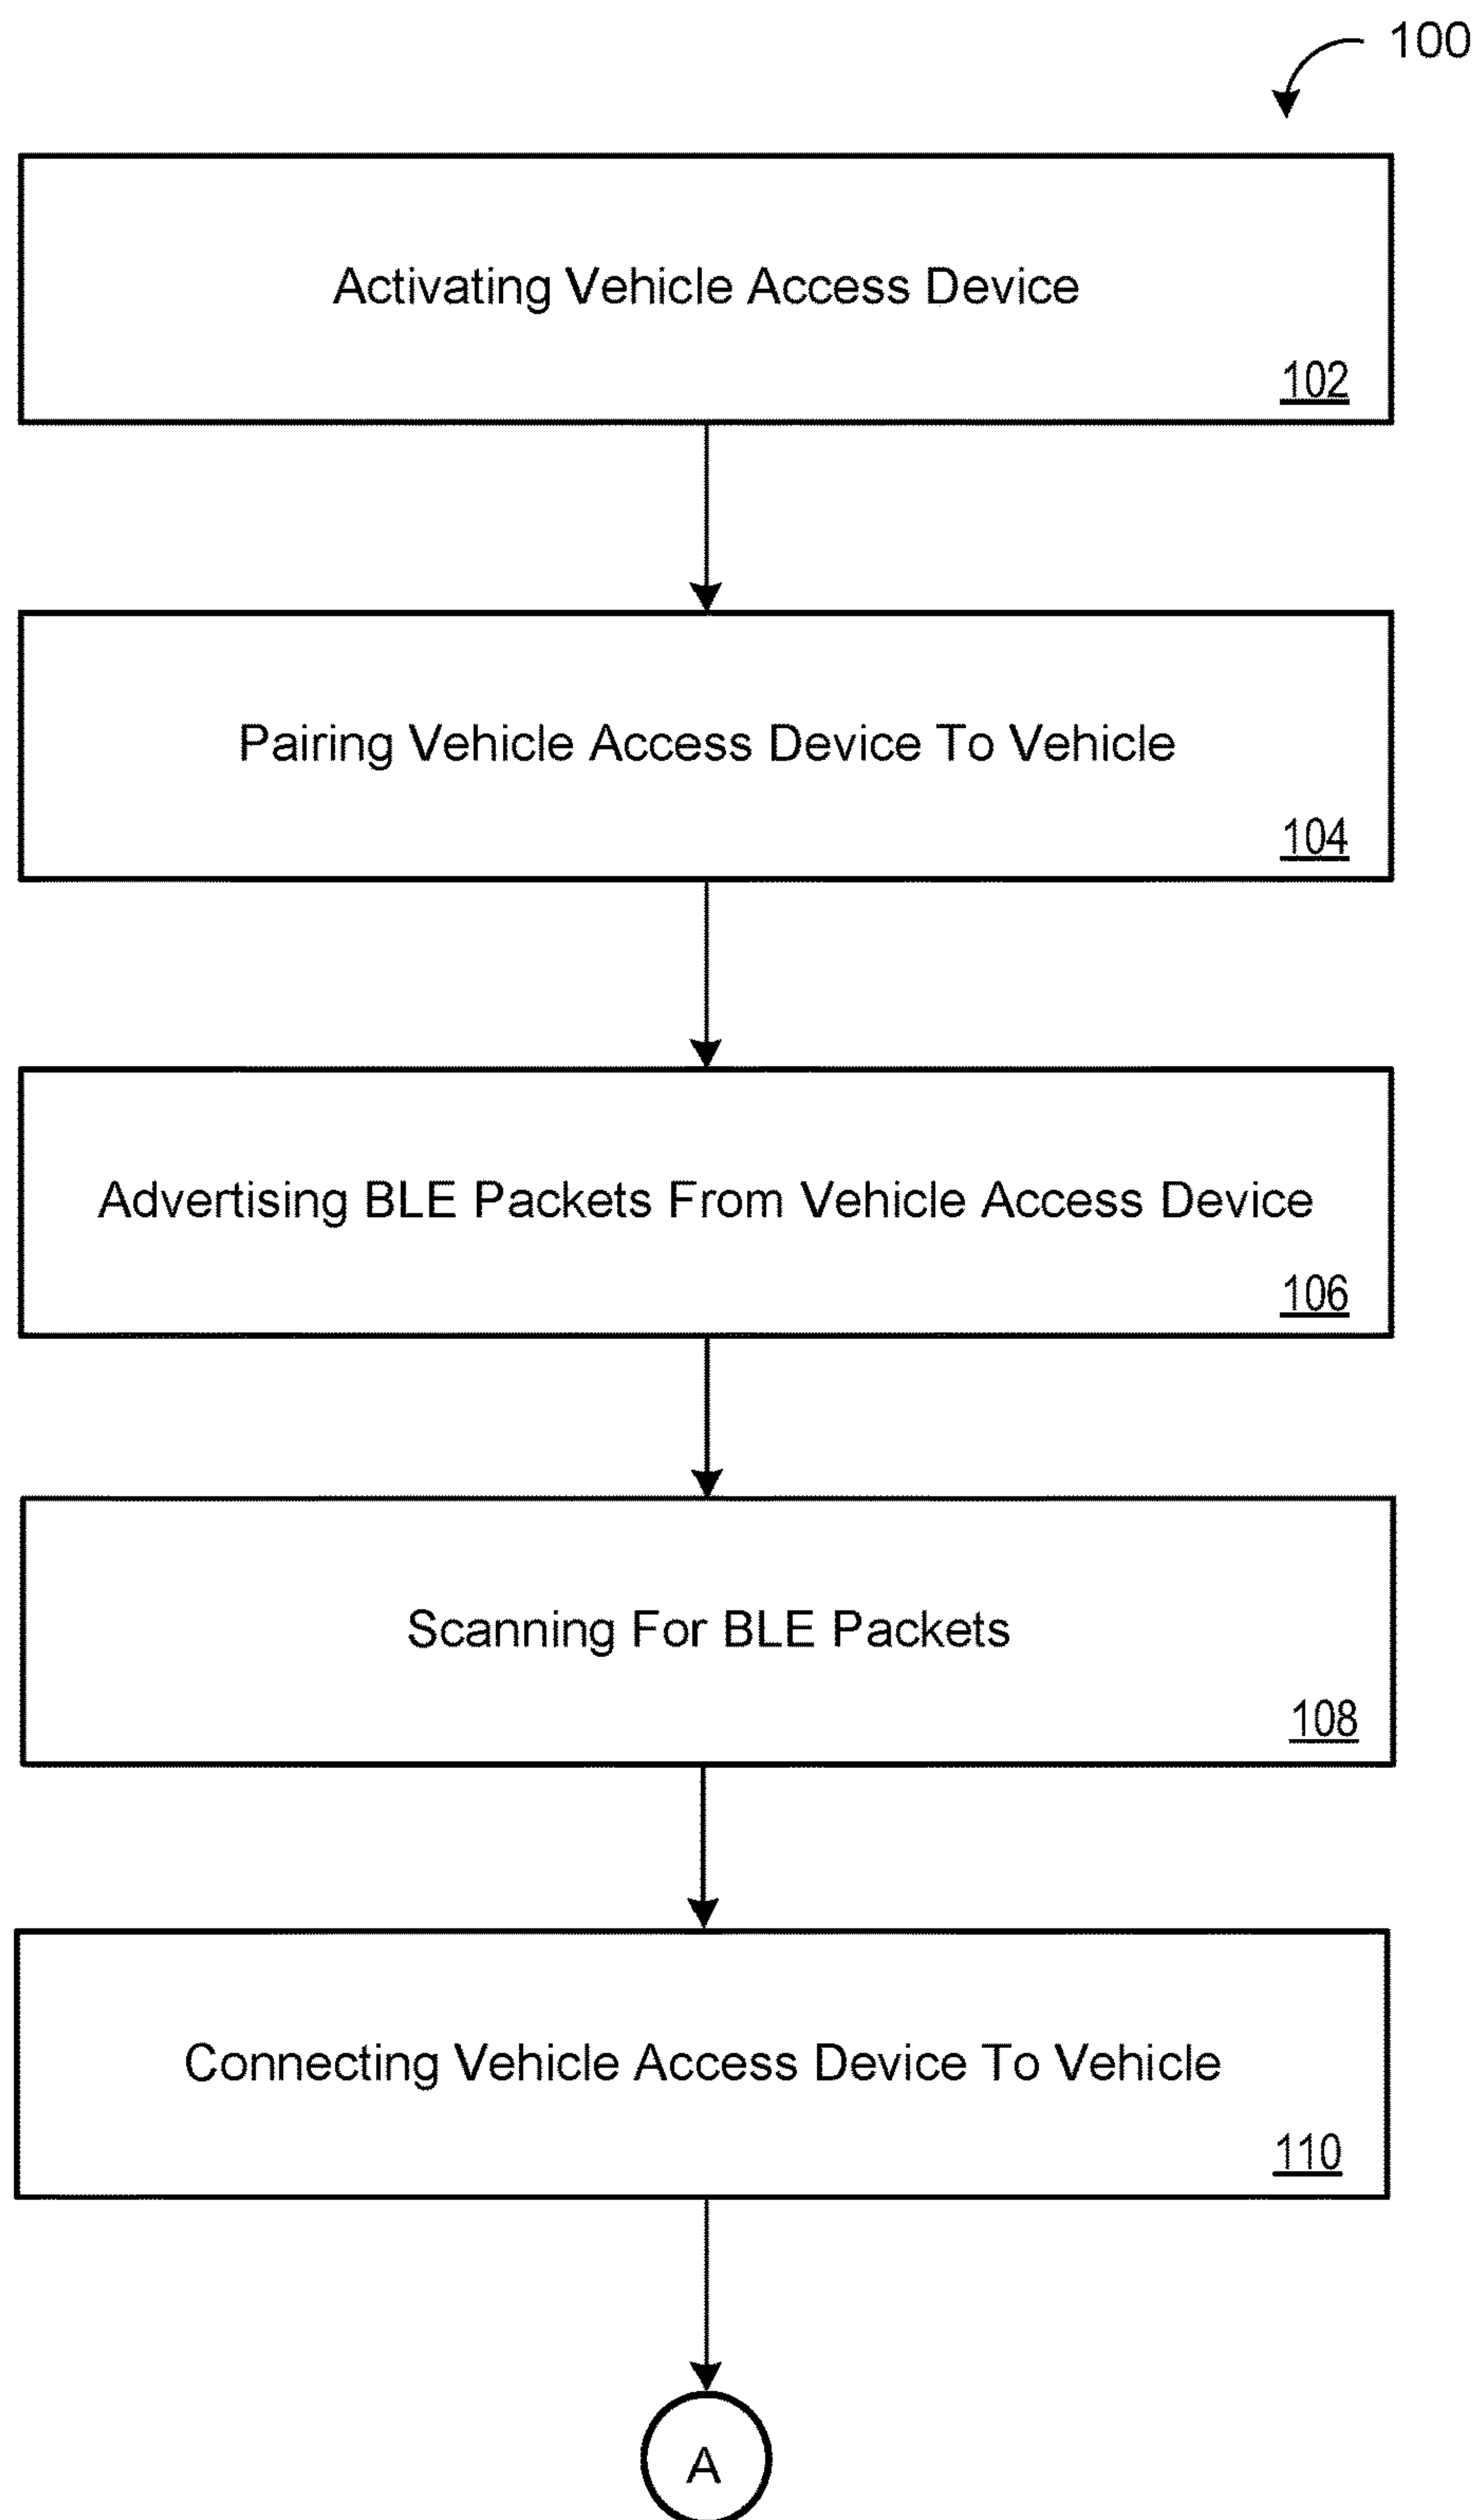 100
Activating Vehicle Access Device
102
Pairing Vehicle Access Device To Vehicle
104
Advertising BLE Packets From Vehicle Access Device
106
Scanning For BLE Packets
108
Connecting Vehicle Access Device To Vehicle
110
A